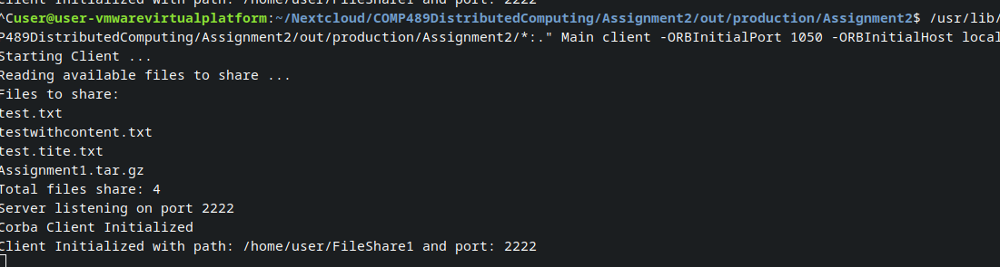 Client Initialized with path: /home/user/FileShare1 and port: 2222
^Cuser@user-vmwarevirtualplatform:~/Nextcloud/COMP489DistributedComputing/Assignment2/out/production/Assignment2$ /usr/lib/
P489DistributedComputing/Assignment2/out/production/Assignment2/*:." Main client -ORBInitialPort 1050 -ORBInitialHost local
Starting Client ...
Reading available files to share ...
Files to share:
test.txt
testwithcontent.txt
test.tite.txt
Assignment1.tar.gz
Total files share: 4
Server listening on port 2222
Corba Client Initialized
Client Initialized with path: /home/user/FileShare1 and port: 2222